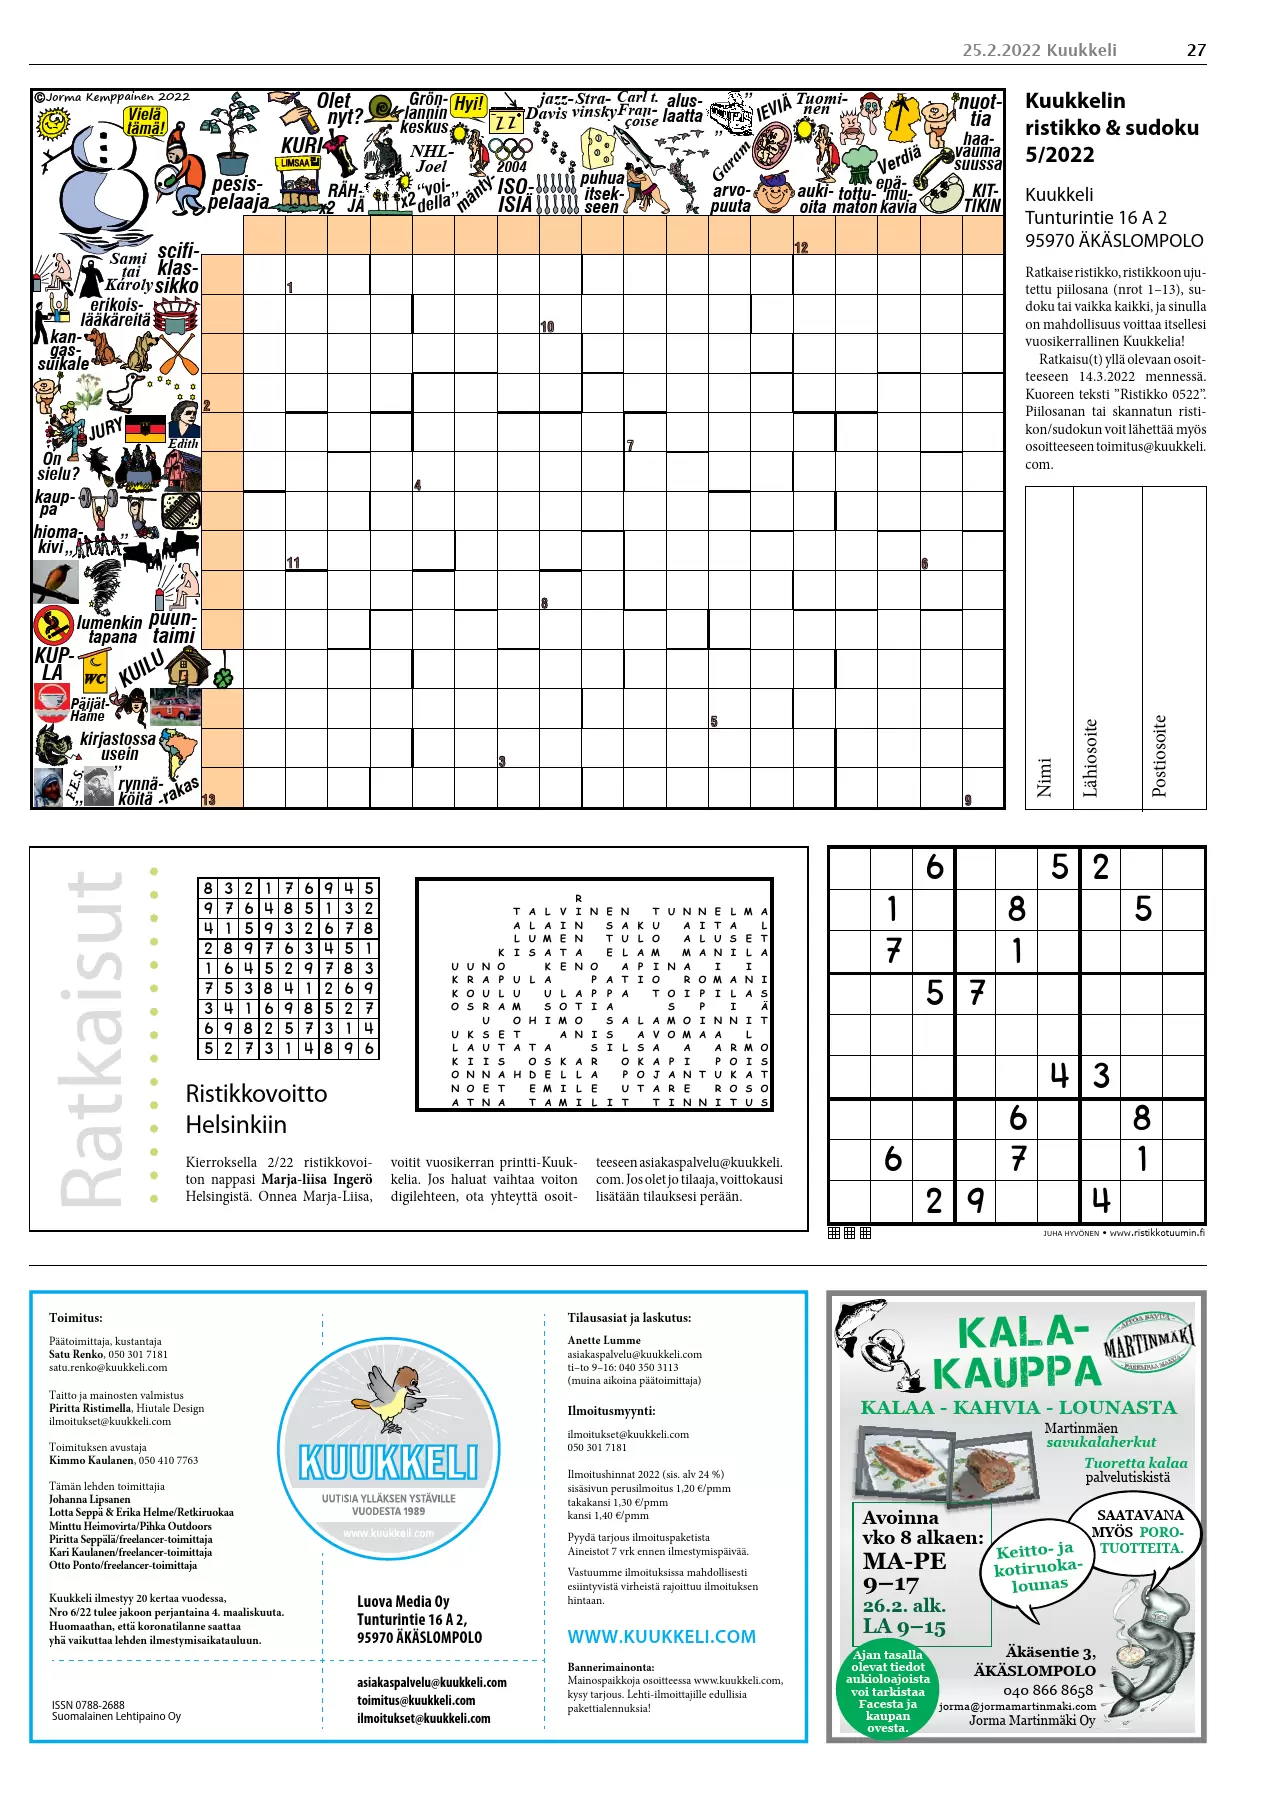 25.2.2022 Kuukkeli 27
©Jorma Kemppainen 2022
Vielä
tämä!
pesis-
pelaaja
Olet
nyt?
KURI
LIMSAA
x2
RÄH-
JÄ
Grön-
lannin
keskus
NHL-
Joel
x2
"voi-
della"
Hyi!
mänty
2004
ISO-
ISIÄ
jazz-
Davis
Stra-
vinsky
Carl t.
Fran-
çoise
puhua
itsek-
seen
alus-
laatta
Garam
"
arvo-
puuta
IEVIÄ
Tuomi-
nen
auki-
oita
tottu-
maton
Verdiä
epä-
mu-
kavia
nuot-
tia
haa-
vauma
suussa
KIT-
TIKIN
Sami
tai
Károly
scifi-
klas-
sikko
erikois-
lääkäreitä
kan-
gas-
suikale
JURY
Edith
On
sielu?
kaup-
pa
hioma-
kivi
lumenkin
tapana
puun-
taimi
KUP-
LA
WC
KUILU
Päijät-
Häme
kirjastossa
usein
F.E.S.
"
rynnä-
köitä
-rakas
12
1
10
2
7
4
11
6
8
5
3
13
9
Kuukkelin
ristikko & sudoku
5/2022
Kuukkeli
Tunturintie 16 A 2
95970 ÄKÄSLOMPOLO
Ratkaise ristikko, ristikkoon uju-
tettu piilosana (nrot 1–13), su-
doku tai vaikka kaikki, ja sinulla
on mahdollisuus voittaa itsellesi
vuosikerrallinen Kuukkelia!
Ratkaisu(t) yllä olevaan osoit-
teeseen 14.3.2022 mennessä.
Kuoreen teksti ”Ristikko 0522”.
Piilosanan tai skannatun risti-
kon/sudokun voit lähettää myös
osoitteeseen toimitus@kuukkeli.
com.
Nimi
Lähiosoite
Postiosoite
Ratkaisut
8 3 2 1 7 6 9 4 5
9 7 6 4 8 5 1 3 2
4 1 5 9 3 2 6 7 8
2 8 9 7 6 3 4 5 1
1 6 4 5 2 9 7 8 3
7 5 3 8 4 1 2 6 9
3 4 1 6 9 8 5 2 7
6 9 8 2 5 7 3 1 4
5 2 7 3 1 4 8 9 6
R
TALVINEN TUNNELMA
ALAIN SAKU AITA L
LUMEN TULO ALUSET
KISATA ELAM MANILA
UUNO KENO APINA I I
KRAPULA PATIO ROMANI
KOULU ULAPPA TOIPILAS
OSRAM SOTIA S P I Ä
U OHIMO SALAMOINNIT
UKSET ANIS AVOMAA L
LAUTATA SILSA A ARMO
KIIS OSKAR OKAPI POIS
ONNAHDELLA POJANTUKAT
NOET EMILE UTARE ROSO
ATNA TAMILIT TINNITUS
Ristikkovoitto
Helsinkiin
Kierroksella 2/22 ristikkovoi-
ton nappasi Marja-liisa Ingerö
Helsingistä. Onnea Marja-Liisa,
voitit vuosikerran printti-Kuuk-
kelia. Jos haluat vaihtaa voiton
digilehteen, ota yhteyttä osoit-
teeseen asiakaspalvelu@kuukkeli.
com. Jos olet jo tilaaja, voittokausi
lisätään tilauksesi perään.
6 5 2
1 8 5
7 1
5 7
4 3
6 8
6 7 1
2 9 4
JUHA HYVÖNEN • www.ristikkotuumin.fi
Toimitus:
Päätoimittaja, kustantaja
Satu Renko, 050 301 7181
satu.renko@kuukkeli.com
Taitto ja mainosten valmistus
Piritta Ristimella, Hiutale Design
ilmoitukset@kuukkeli.com
Toimituksen avustaja
Kimmo Kaulanen, 050 410 7763
Tämän lehden toimittajia
Johanna Lipsanen
Lotta Seppä & Erika Helme/Retkiruokaa
Minttu Heimovirta/Pihka Outdoors
Piritta Seppälä/freelancer-toimittaja
Kari Kaulanen/freelancer-toimittaja
Otto Ponto/freelancer-toimittaja
Kuukkeli ilmestyy 20 kertaa vuodessa,
Nro 6/22 tulee jakoon perjantaina 4. maaliskuuta.
Huomaathan, että koronatilanne saattaa
yhä vaikuttaa lehden ilmestymisaikatauluun.
ISSN 0788-2688
Suomalainen Lehtipaino Oy
KUUKKELI
UUTISIA YLLÄKSEN YSTÄVILLE
VUODESTA 1989
www.kuukkeli.com
Luova Media Oy
Tunturintie 16 A 2,
95970 ÄKÄSLOMPOLO
asiakaspalvelu@kuukkeli.com
toimitus@kuukkeli.com
ilmoitukset@kuukkeli.com
Tilausasiat ja laskutus:
Anette Lumme
asiakaspalvelu@kuukkeli.com
ti–to 9–16: 040 350 3113
(muina aikoina päätoimittaja)
Ilmoitusmyynti:
ilmoitukset@kuukkeli.com
050 301 7181
Ilmoitushinnat 2022 (sis. alv 24 %)
sisäsivun perusilmoitus 1,20 €/pmm
takakansi 1,30 €/pmm
kansi 1,40 €/pmm
Pyydä tarjous ilmoituspaketista
Aineistot 7 vrk ennen ilmestymispäivää.
Vastuumme ilmoituksissa mahdollisesti
esiintyvistä virheistä rajoittuu ilmoituksen
hintaan.
WWW.KUUKKELI.COM
Bannerimainonta:
Mainospaikkoja osoitteessa www.kuukkeli.com,
kysy tarjous. Lehti-ilmoittajille edullisia
pakettialennuksia!
KALA-
KAUPPA
MARTINMÄKI
KALAA - KAHVIA - LOUNASTA
Martinmäen
savukalaherkut
Tuoretta kalaa
palvelutiskistä
Avoinna
vko 8 alkaen:
MA-PE
9–17
26.2. alk.
LA 9–15
SAATAVANA
MYÖS PORO-
TUOTTEITA.
Keitto- ja
kotiruoka-
lounas
Ajan tasalla
olevat tiedot
aukioloajoista
voi tarkistaa
Facesta ja
kaupan
ovesta.
Äkäsentie 3,
ÄKÄSLOMPOLO
040 866 8658
jorma@jormamartinmaki.com
Jorma Martinmäki Oy